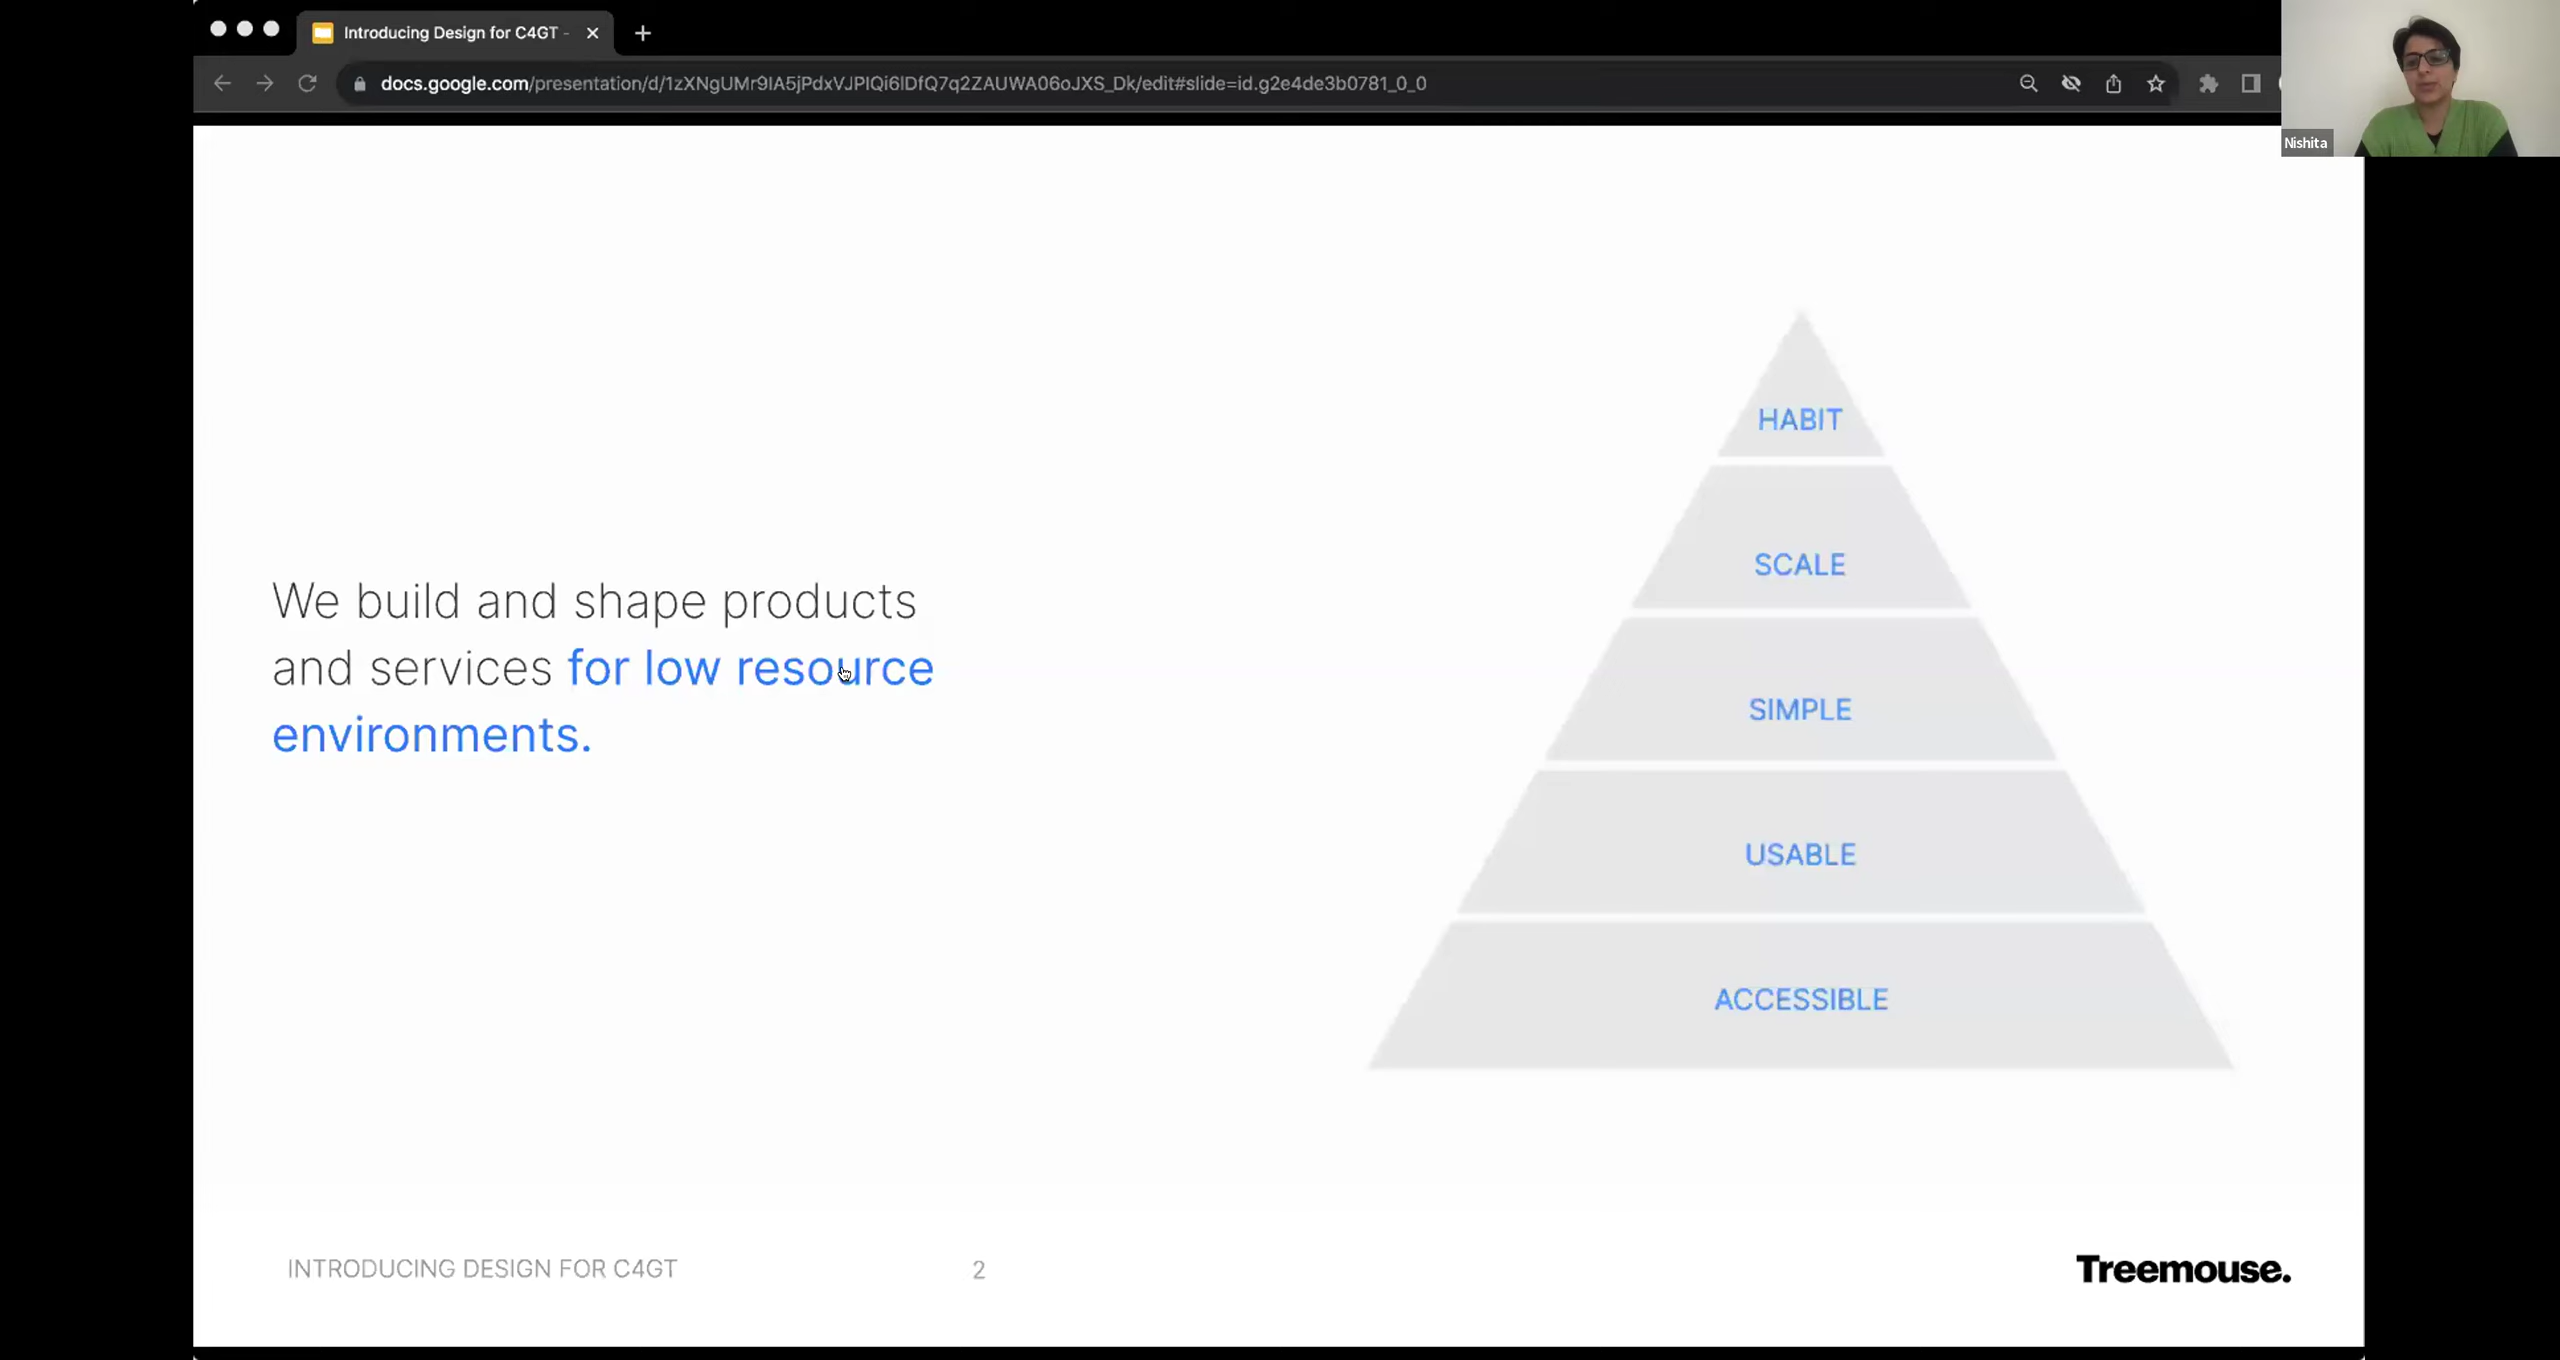 Introducing Design for C4GT -
docs.google.com/presentation/d/1zXNgUMr9IA5jPdxVJPIQi6IDfQ7q2ZAUWA06oJXS_Dk/edit#slide=id.g2e4de3b0781_0_0
Nishita
We build and shape products
and services for low resource
environments.
HABIT
SCALE
SIMPLE
USABLE
ACCESSIBLE
INTRODUCING DESIGN FOR C4GT
2
Treemouse.